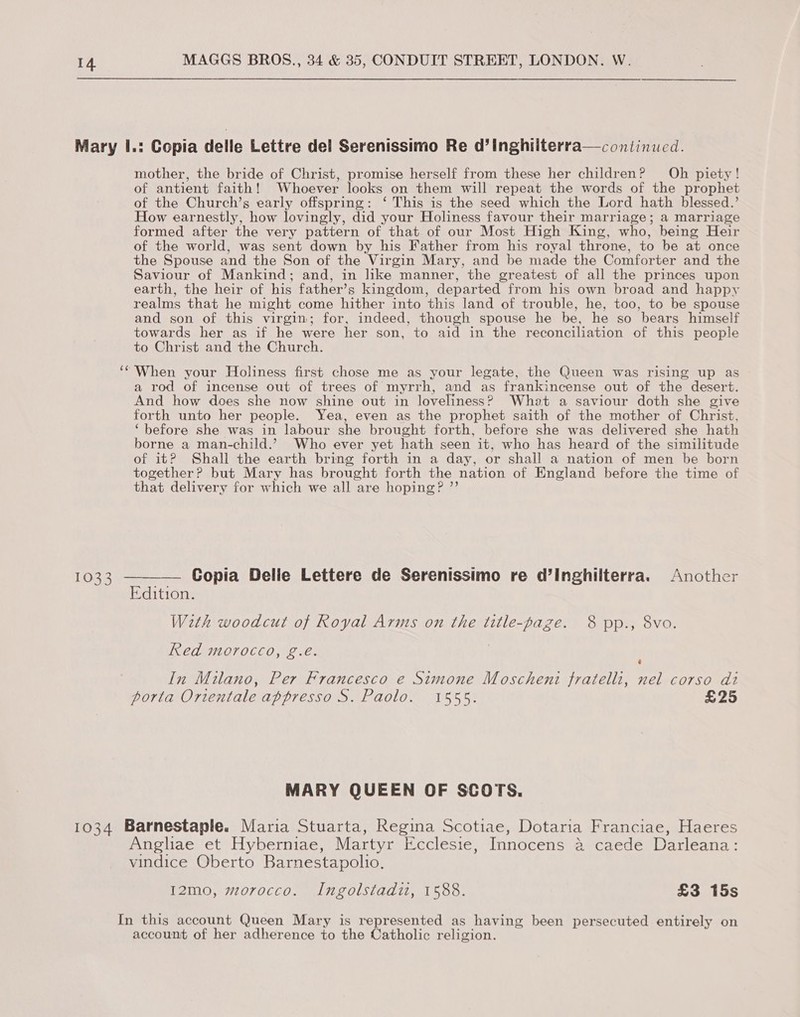 14 MAGGS BROS., 34 & 35, CONDUIT STREET, LONDON. W.
Mary I.: Copia delle Lettre del Serenissimo Re d'Inghilterra—continued.
mother, the bride of Christ, promise herself from these her children? Oh piety!
of antient faith! Whoever looks on them will repeat the words of the prophet
of the Church's early offspring: ' This is the seed which the Lord hath blessed.'
How earnestly, how lovingly, did your Holiness favour their marriage; a marriage
formed after the very pattern of that of our Most High King, who, being Heir
of the world, was sent down by his Father from his royal throne, to be at once
the Spouse and the Son of the Virgin Mary, and be made the Comforter and the
Saviour of Mankind; and, in like manner, the greatest of all the princes upon
earth, the heir of his father's kingdom, departed from his own broad and happy
realms that he might come hither into this land of trouble, he, too, to be spouse
and son of this virgin; for, indeed, though spouse he be, he so bears himself
towards her as if he were her son, to aid in the reconciliation of this people
to Christ and the Church.
" When your Holiness first chose me as your legate, the Queen was rising up as
a rod of incense out of trees of myrrh, and as frankincense out of the desert.
And how does she now shine out in loveliness? What a saviour doth she give
forth unto her people. Yea, even as the prophet saith of the mother of Christ,
' before she was in labour she brought forth, before she was delivered she hath
borne a man-child.' Who ever yet hath seen it, who has heard of the similitude
of it? Shall the earth bring forth in a day, or shall a nation of men be born
together? but Mary has brought forth the nation of England before the time of
that delivery for which we all are hoping? "
1033 ——— Copia Delle Lettere de Serenissimo re d'Inghilterra. Another
Edition.
With woodcut of Royal Arms on the title-page. 8 pp., 8vo.
Red morocco, g.e.
In Milano, Per Francesco e Simone Moscheni fratelli, nel corso di
porta Orientale appresso S. Paolo. 1555. £25
MARY QUEEN OF SCOTS.
1034 Barnestaple. Maria Stuarta, Regina Scotiae, Dotaria Franciae, Haeres
Angliae et Hyberniae, Martyr Ecclesie, Innocens à caede Darleana:
vindice Oberto Barnestapolio.
12mo, morocco. Ingolstadii, 1588. £3 15s
In this account Queen Mary is represented as having been persecuted entirely on
account of her adherence to the Catholic religion.